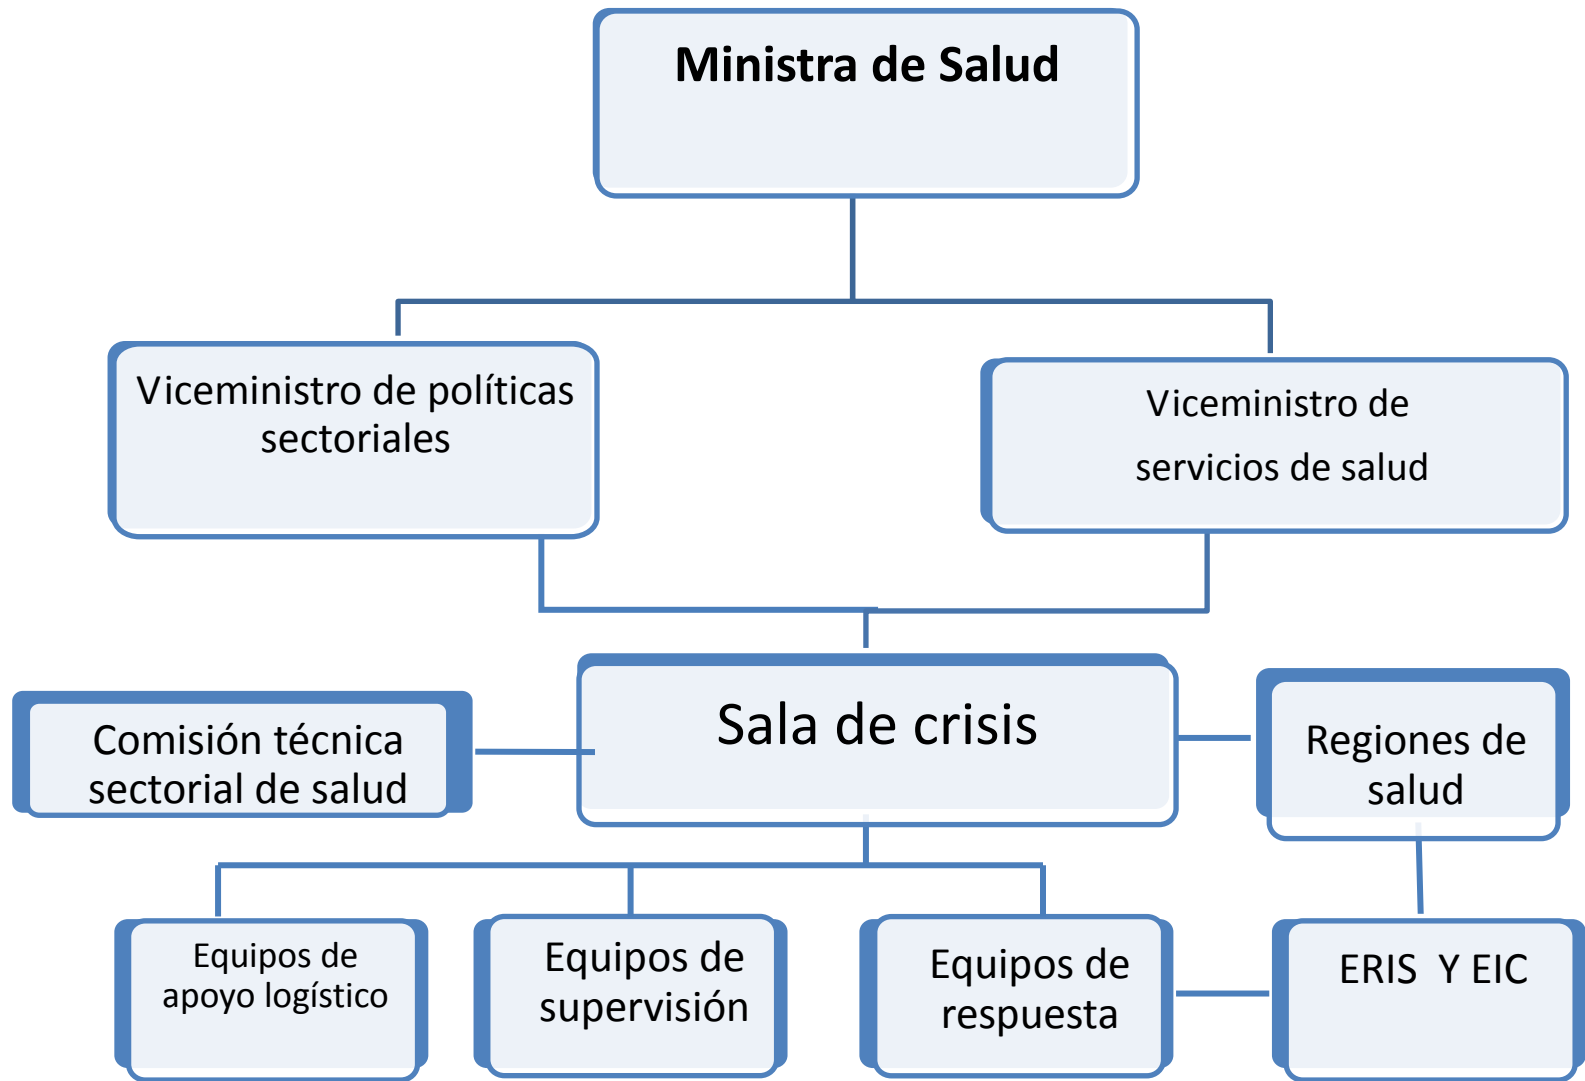 Ministra de Salud
Viceministro de políticas
sectoriales
Viceministro de
servicios de salud
Sala de crisis
Comisión técnica
sectorial de salud
Regiones de
salud
Equipos de
apoyo logístico
Equipos de
supervisión
Equipos de
respuesta
ERIS Y EIC